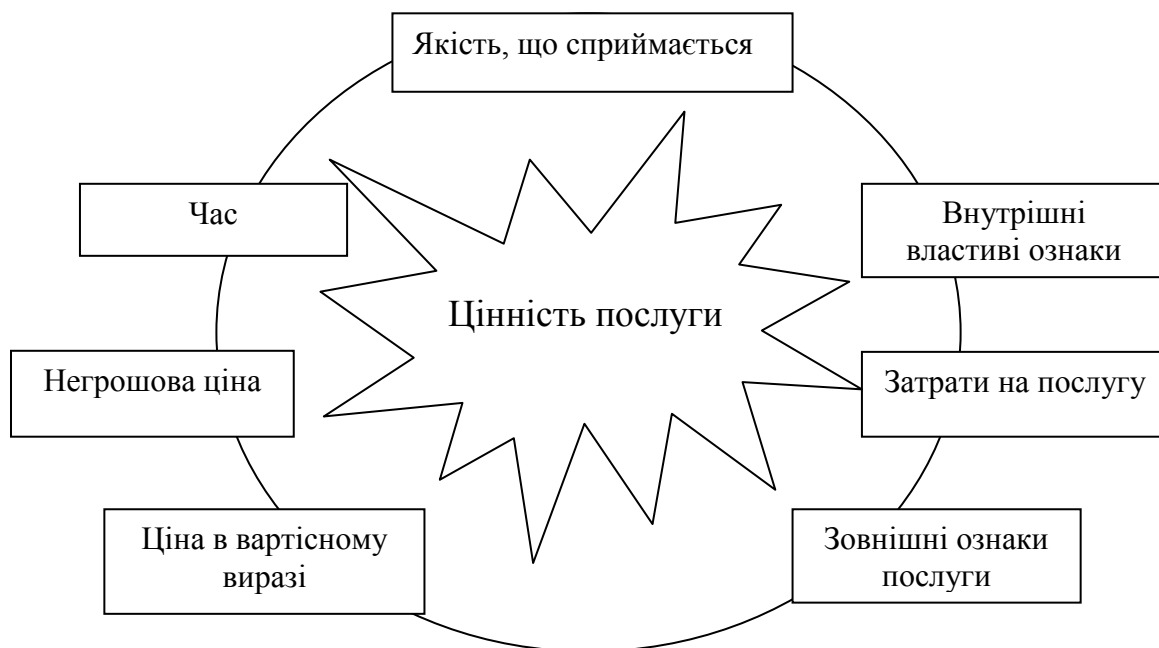 Якість, що сприймається
Час
Внутрішні
властиві ознаки
Цінність послуги
Негрошова ціна
Затрати на послугу
Ціна в вартісному
виразі
Зовнішні ознаки
послуги